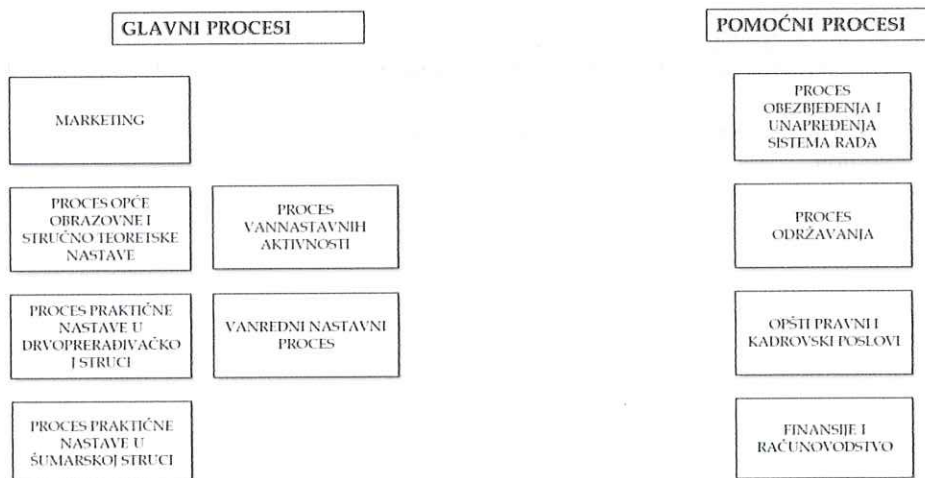 GLAVNI PROCESI
POMOĆNI PROCESI
MARKETING
PROCES
OBEZBJEĐENJA I
UNAPREĐENJA
SISTEMA RADA
PROCES OPĆE
OBRAZOVNE I
STRUČNO TEORETSKE
NASTAVE
PROCES
VANNASTAVNIH
AKTIVNOSTI
PROCES
ODRŽAVANJA
PROCES PRAKTIČNE
NASTAVE U
DRVOPRERAĐIVAČKO
J STRUCI
VANREDNI NASTAVNI
PROCES
OPŠTI PRAVNI I
KADROVSKI POSLOVI
PROCES PRAKTIČNE
NASTAVE U
ŠUMARSKOJ STRUCI
FINANSIJE I
RAČUNOVODSTVO